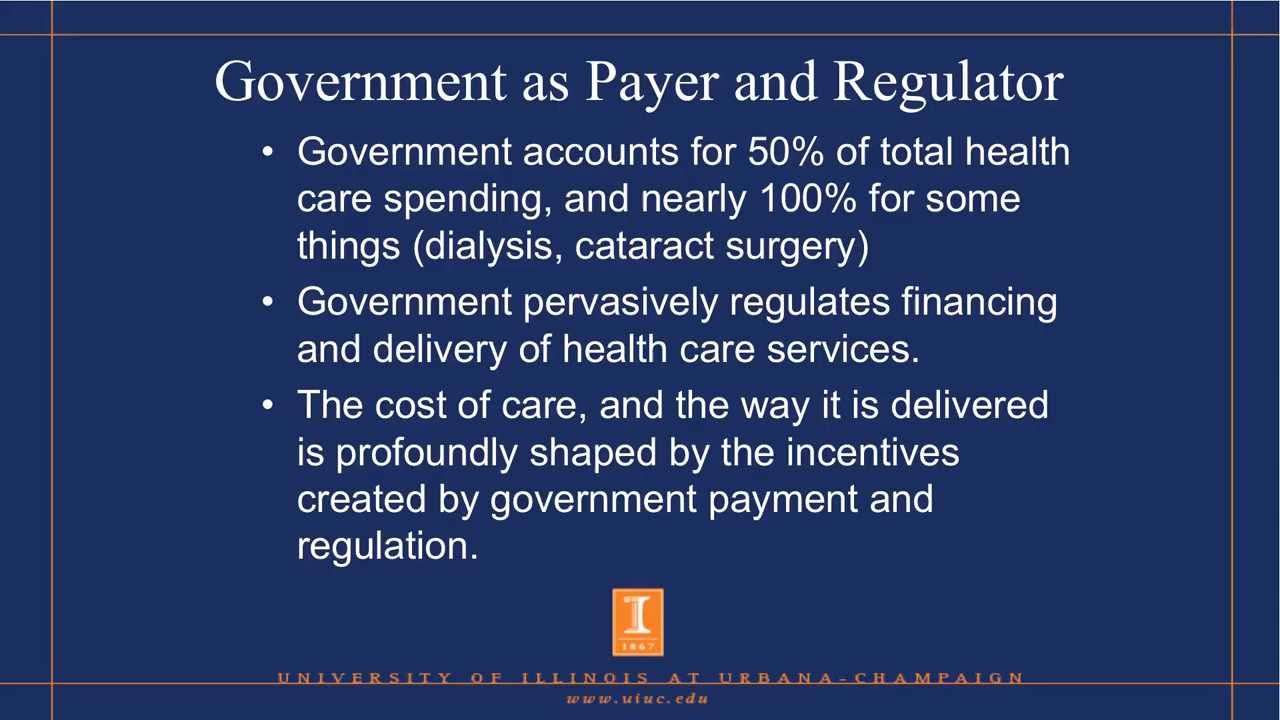 Government as Payer and Regulator
• Government accounts for 50% of total health
care spending, and nearly 100% for some
things (dialysis, cataract surgery)
• Government pervasively regulates financing
and delivery of health care services.
• The cost of care, and the way it is delivered
is profoundly shaped by the incentives
created by government payment and
regulation.
I
1867
UNIVERSITY OF ILLINOIS AT URBANA-CHAMPAIGN
www.uiuc.edu